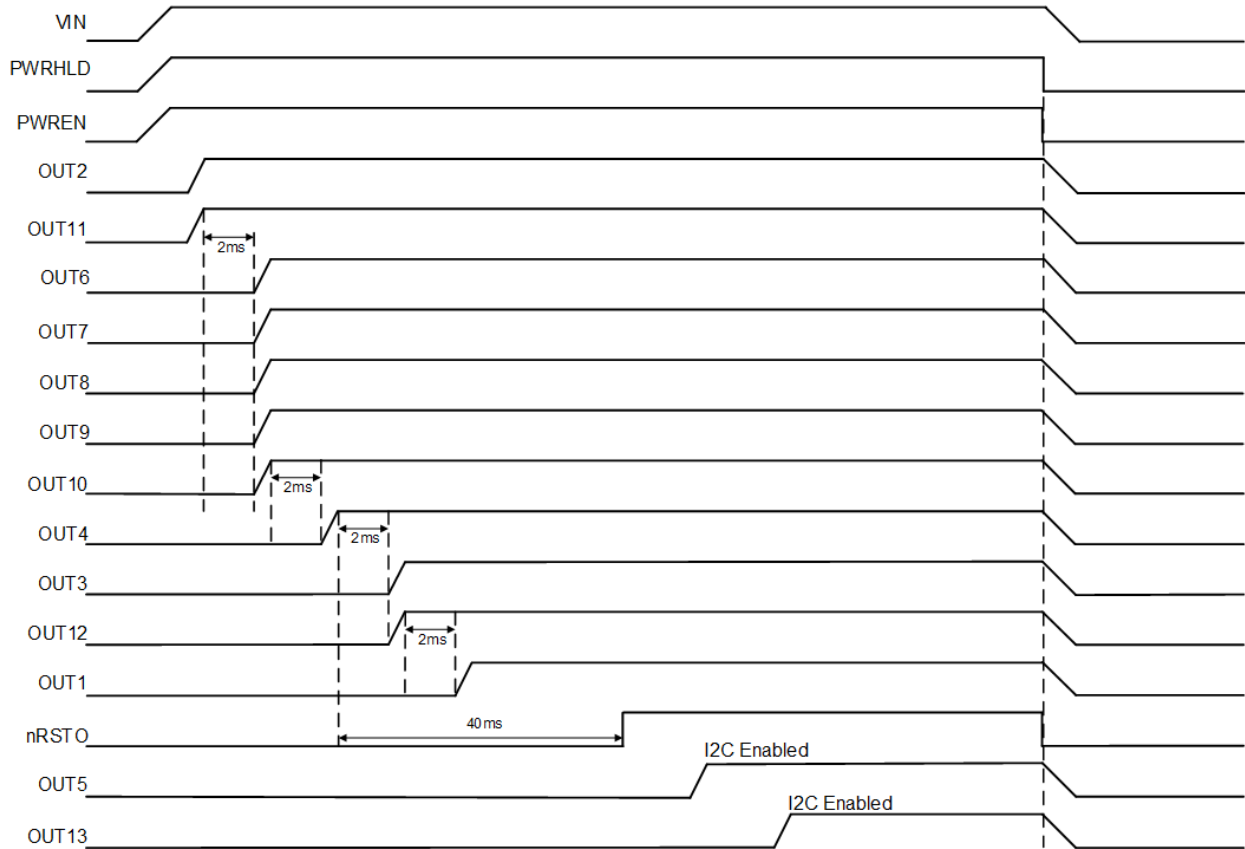 VIN
PWRHLD
PWREN
OUT2
OUT11
2ms
OUT6
OUT7
OUT8
OUT9
OUT10
2ms
OUT4
2ms
OUT3
OUT12
2ms
OUT1
40ms
nRSTO
I2C Enabled
OUT5
I2C Enabled
OUT13